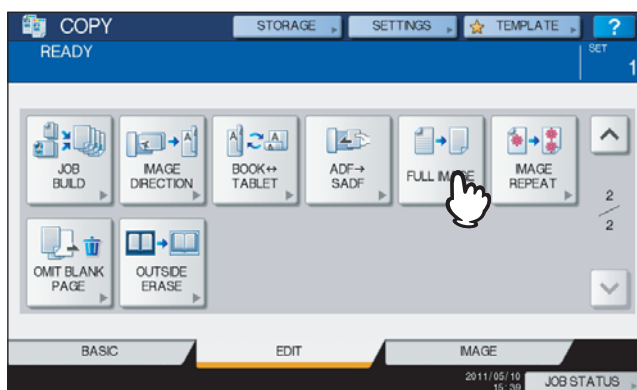 COPY
STORAGE
SETTINGS
TEMPLATE
?
READY
SET
1
JOB
BUILD
IMAGE
DIRECTION
BOOK↔
TABLET
ADF→
SADF
FULL IMAGE
IMAGE
REPEAT
2
2
OMIT BLANK
PAGE
OUTSIDE
ERASE
BASIC
EDIT
IMAGE
2011/05/10
15:39
JOB STATUS